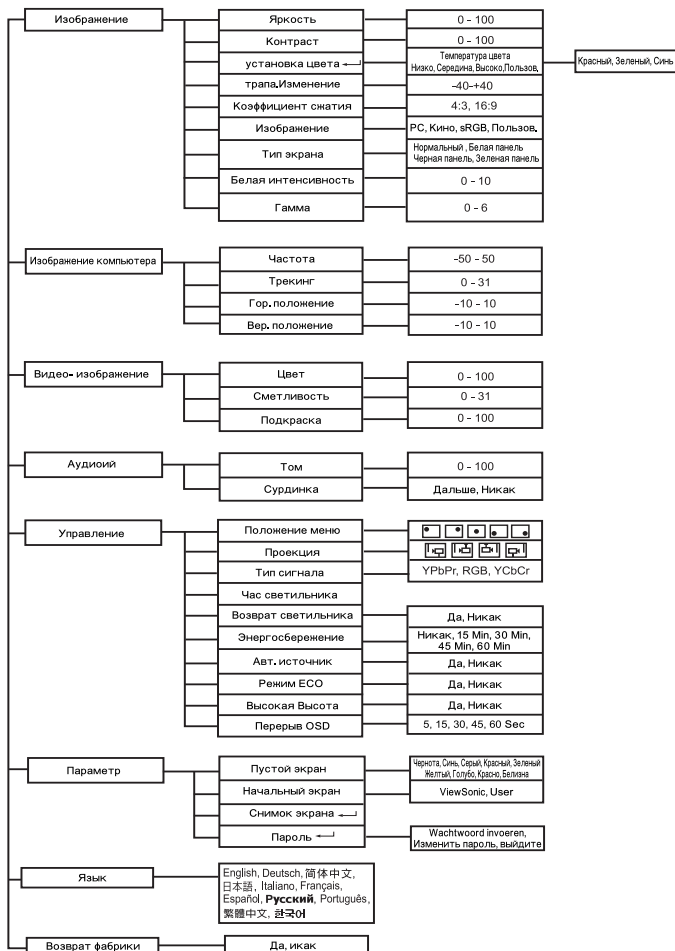 Изображение
Яркость
0 - 100
Контраст
0 - 100
установка цвета
Температура цвета
Низко, Середина, Высоко,Пользов.
Красный, Зеленый, Синь
трапа.Изменение
-40-+40
Коэффициент сжатия
4:3, 16:9
Изображение
PC, Кино, sRGB, Пользов.
Тип экрана
Нормальный , Белая панель
Черная панель, Зеленая панель
Белая интенсивность
0 - 10
Гамма
0 - 6
Изображение компьютера
Частота
-50 - 50
Трекинг
0 - 31
Гор. положение
-10 - 10
Вер. положение
-10 - 10
Видео- изображение
Цвет
0 - 100
Сметливость
0 - 31
Подкраска
0 - 100
Аудиоий
Том
0 - 100
Сурдинка
Дальше, Никак
Управление
Положение меню
Проекция
Тип сигнала
YPbPr, RGB, YCbCr
Час светильника
Возврат светильника
Да, Никак
Энергосбережение
Никак, 15 Min, 30 Min,
45 Min, 60 Min
Авт. источник
Да, Никак
Режим ECO
Да, Никак
Высокая Высота
Да, Никак
Перерыв OSD
5, 15, 30, 45, 60 Sec
Параметр
Пустой экран
Чернота, Синь, Серый, Красный, Зеленый
Желтый, Голубо, Красно, Белизна
Начальный экран
ViewSonic, User
Снимок экрана
Пароль
Wachtwoord invoeren,
Изменить пароль, выйдите
Язык
English, Deutsch, 简体中文,
日本語, Italiano, Français,
Español, Русский, Português,
繁體中文, 한국어
Возврат фабрики
Да, икак